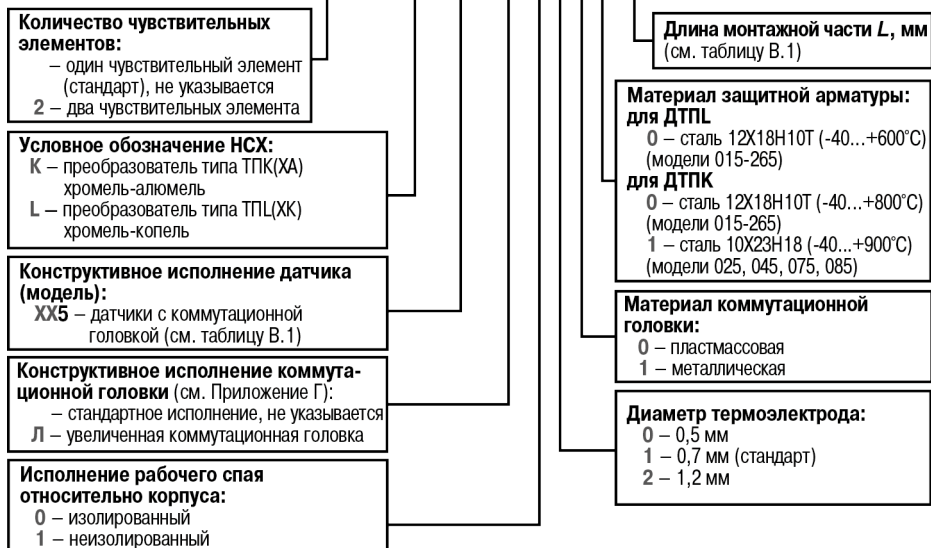 Количество чувствительных
элементов:
– один чувствительный элемент
(стандарт), не указывается
2 – два чувствительных элемента
Условное обозначение НСХ:
K – преобразователь типа ТПК(ХА)
хромель-алюмель
L – преобразователь типа ТПL(ХК)
хромель-копель
Конструктивное исполнение датчика
(модель):
XX5 – датчики с коммутационной
головкой (см. таблицу В.1)
Конструктивное исполнение коммута-
ционной головки (см. Приложение Г):
– стандартное исполнение, не указывается
Л – увеличенная коммутационная головка
Исполнение рабочего спая
относительно корпуса:
0 – изолированный
1 – неизолированный
Длина монтажной части L, мм
(см. таблицу В.1)
Материал защитной арматуры:
для ДТПL
0 – сталь 12Х18Н10Т (-40...+600°С)
(модели 015-265)
для ДТПК
0 – сталь 12Х18Н10Т (-40...+800°С)
(модели 015-265)
1 – сталь 10Х23Н18 (-40...+900°С)
(модели 025, 045, 075, 085)
Материал коммутационной
головки:
0 – пластмассовая
1 – металлическая
Диаметр термоэлектрода:
0 – 0,5 мм
1 – 0,7 мм (стандарт)
2 – 1,2 мм